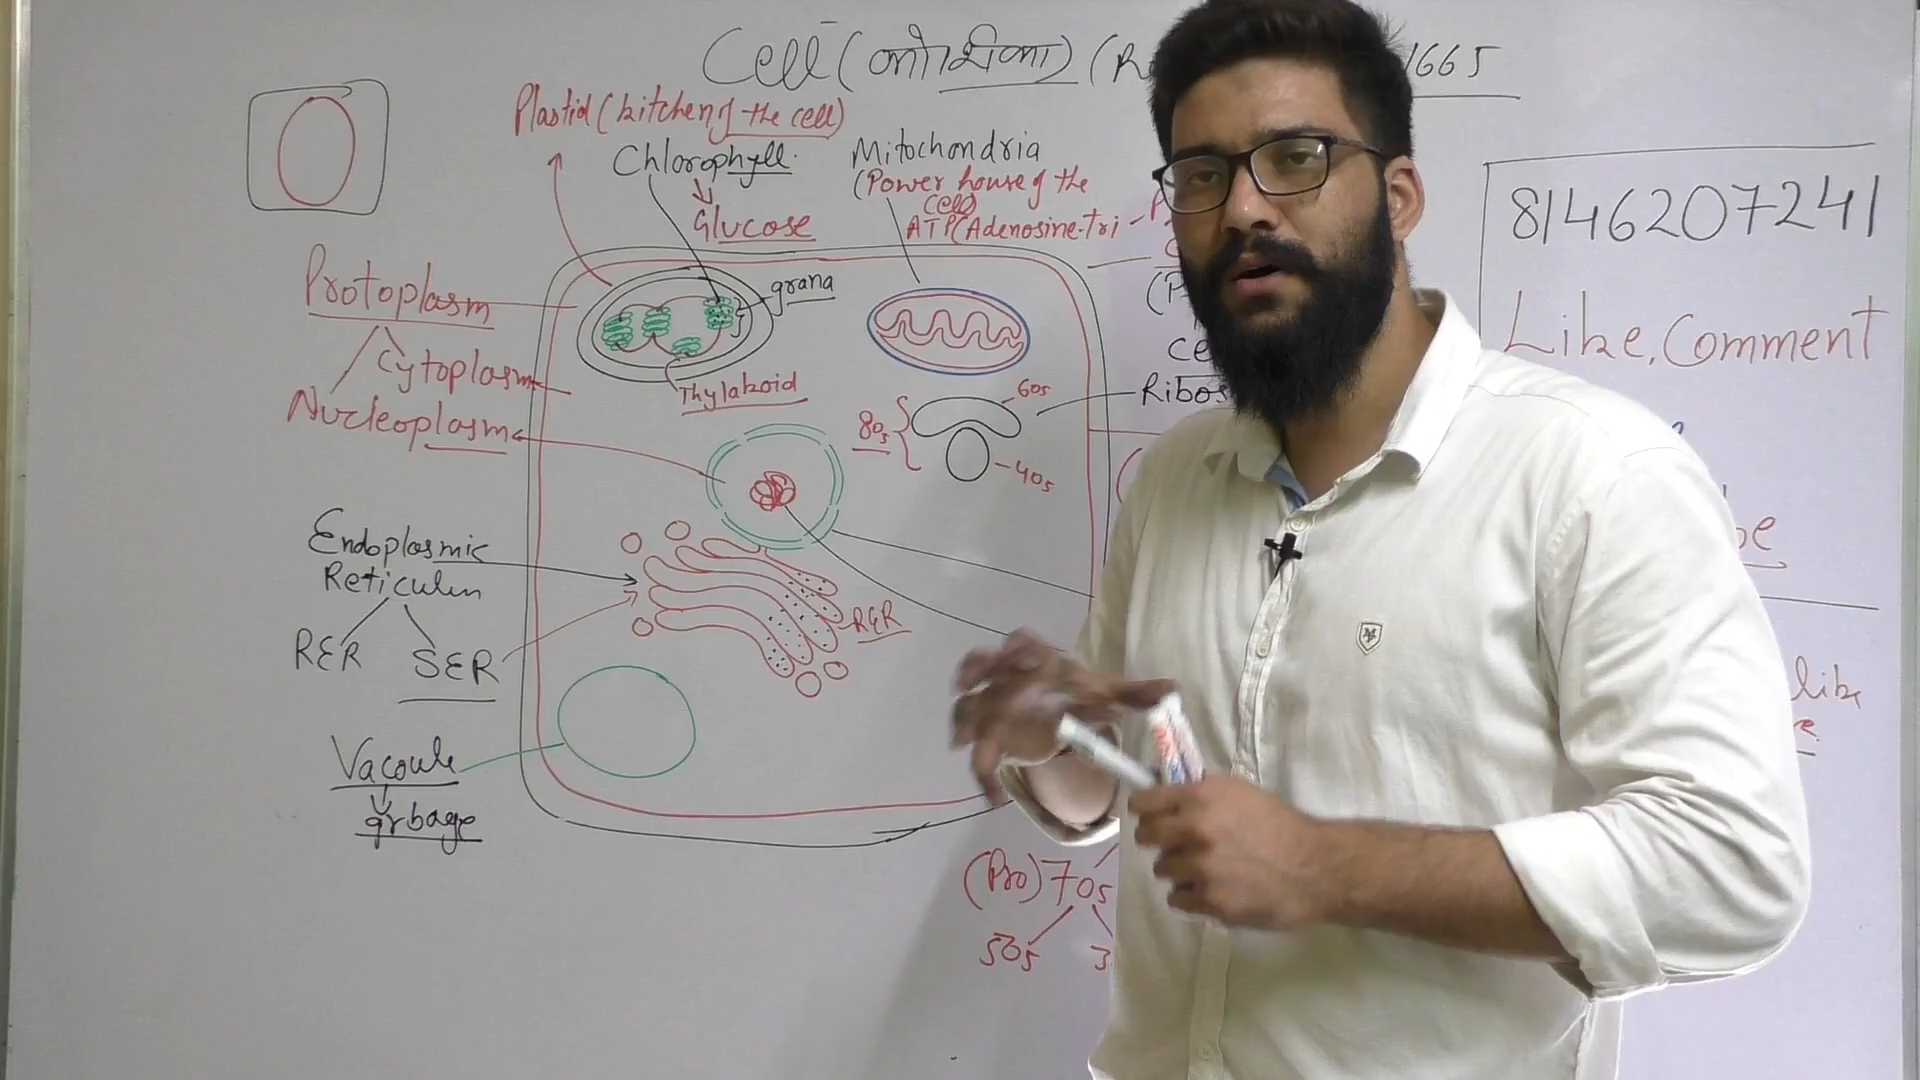 Cell (कोशिका) (R
1665
Plastid (kitchen of the cell)
Chlorophyll
Glucose
Mitochondria
(Power house of the
cell)
ATP (Adenosine-Tri -
8146207241
Like, Comment
Protoplasm
Cytoplasm
Nucleoplasm
grana
Thylakoid
80s
60s
40s
Ribos
Endoplasmic
Reticulum
RER
SER
RER
Vacoule
grbage
like
(Pro) 70s
50s
3